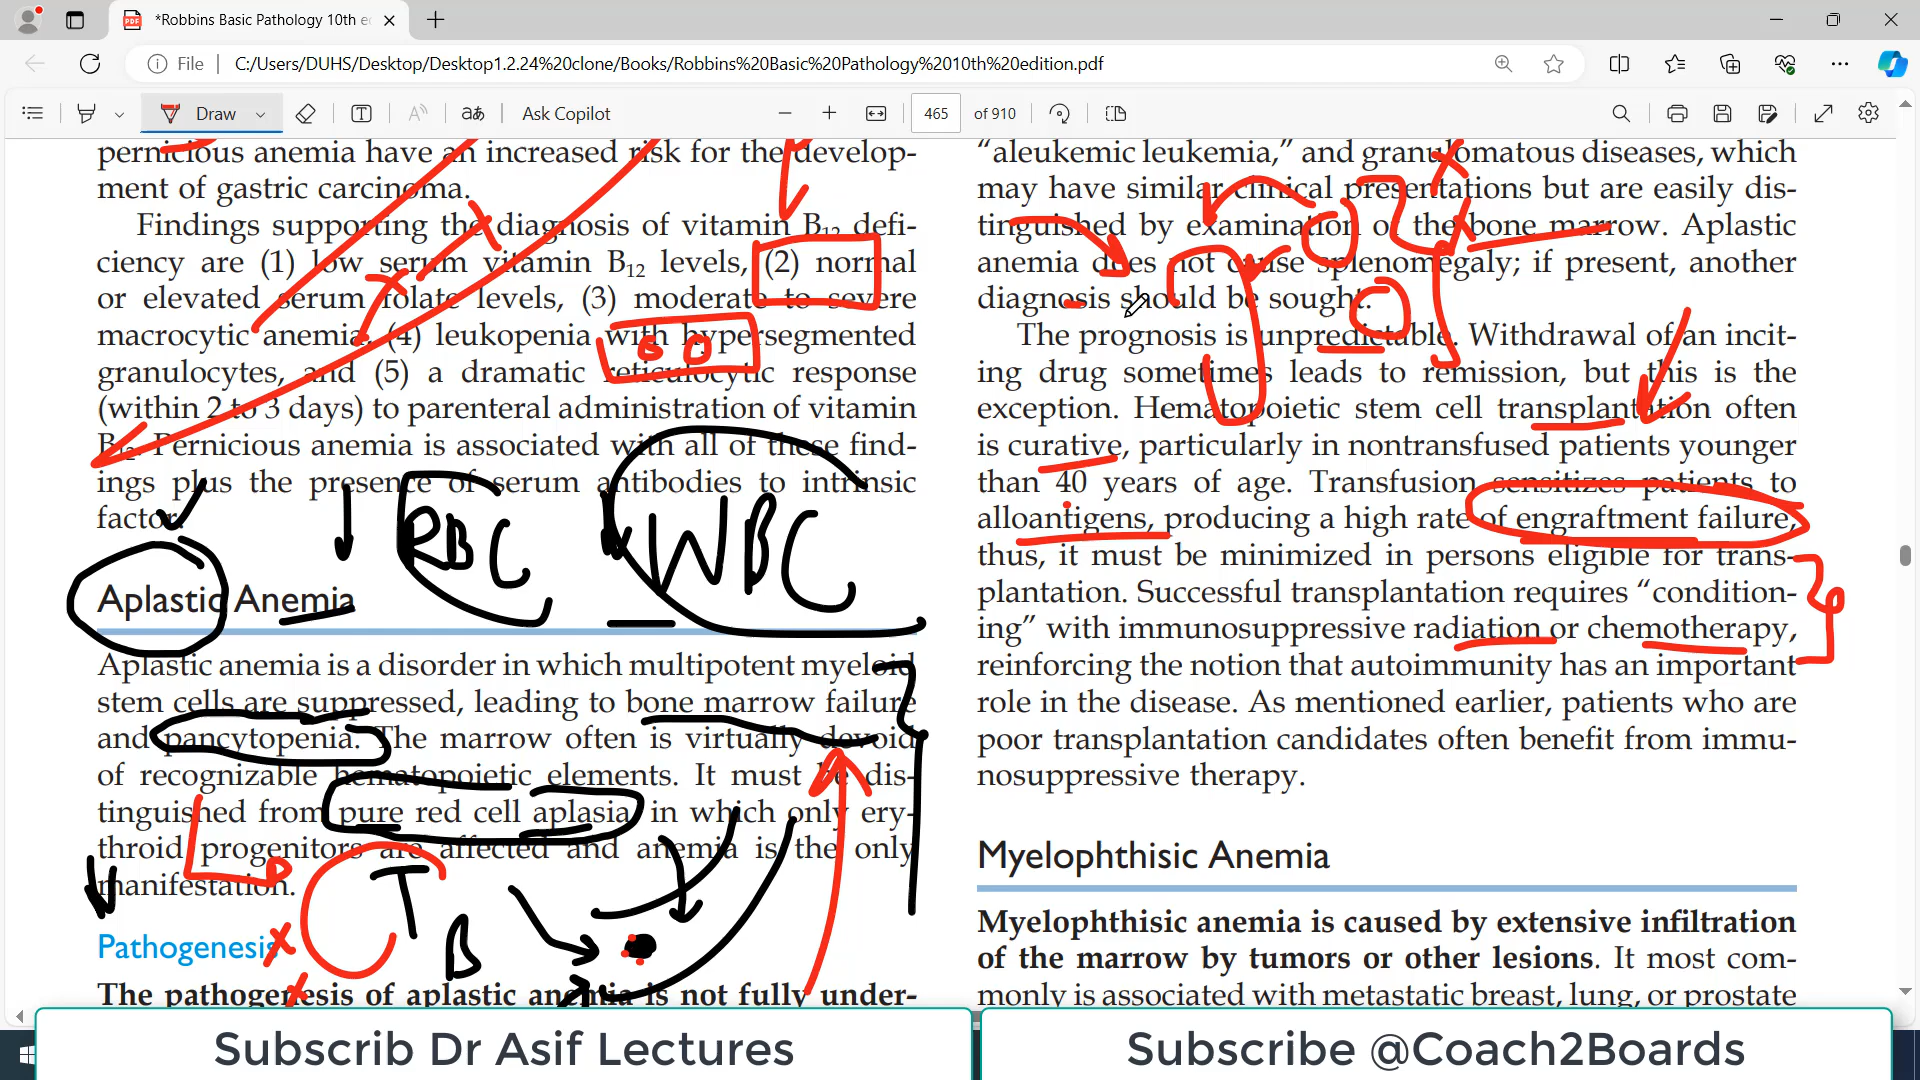 *Robbins Basic Pathology 10th ed
File
C:/Users/DUHS/Desktop/Desktop1.2.24%20clone/Books/Robbins%20Basic%20Pathology%2010th%20edition.pdf
Draw
Ask Copilot
465 of 910
pernicious anemia have an increased risk for the develop-
ment of gastric carcinoma.
Findings supporting the diagnosis of vitamin B12 defi-
ciency are (1) low serum vitamin B12 levels, (2) normal
or elevated serum folate levels, (3) moderate to severe
macrocytic anemia, (4) leukopenia with hypersegmented
granulocytes, and (5) a dramatic reticulocytic response
(within 2 to 3 days) to parenteral administration of vitamin
B12. Pernicious anemia is associated with all of these find-
ings plus the presence of serum antibodies to intrinsic
factor.
RBC
WBC
Aplastic Anemia
Aplastic anemia is a disorder in which multipotent myeloid
stem cells are suppressed, leading to bone marrow failure
and pancytopenia. The marrow often is virtually devoid
of recognizable hematopoietic elements. It must be dis-
tinguished from pure red cell aplasia, in which only ery-
throid progenitors are affected and anemia is the only
manifestation.
T
B
Pathogenesis
The pathogenesis of aplastic anemia is not fully under-
“aleukemic leukemia,” and granulomatous diseases, which
may have similar clinical presentations but are easily dis-
tinguished by examination of the bone marrow. Aplastic
anemia does not cause splenomegaly; if present, another
diagnosis should be sought.
The prognosis is unpredictable. Withdrawal of an incit-
ing drug sometimes leads to remission, but this is the
exception. Hematopoietic stem cell transplantation often
is curative, particularly in nontransfused patients younger
than 40 years of age. Transfusion sensitizes patients to
alloantigens, producing a high rate of engraftment failure;
thus, it must be minimized in persons eligible for trans-
plantation. Successful transplantation requires “condition-
ing” with immunosuppressive radiation or chemotherapy,
reinforcing the notion that autoimmunity has an important
role in the disease. As mentioned earlier, patients who are
poor transplantation candidates often benefit from immu-
nosuppressive therapy.
Myelophthisic Anemia
Myelophthisic anemia is caused by extensive infiltration
of the marrow by tumors or other lesions. It most com-
monly is associated with metastatic breast, lung, or prostate
Subscrib Dr Asif Lectures
Subscribe @Coach2Boards